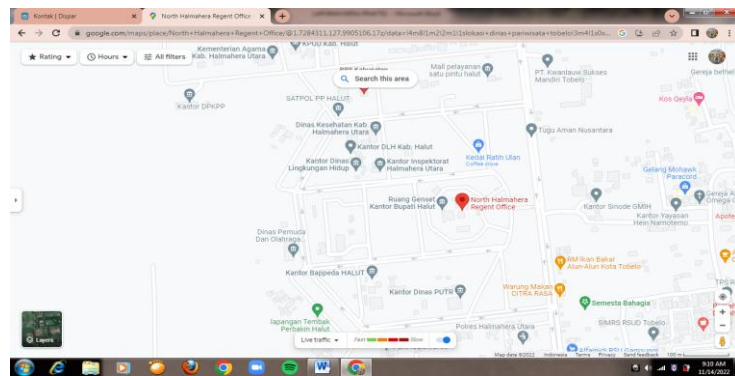 Kontak | Dispar
North Halmahera Regent Office
google.com/maps/place/North+Halmahera+Regent+Office/@1.7284311,127.9905106,17z/data=!4m8!1m2!2m1!1slokasi+dinas+pariwisata+tobelo!3m4!1s0x...
Rating
Hours
All filters
Kementerian Agama
Kab. Halmahera Utara
KPUD Kab. Halut
Search this area
Mall pelayanan
satu pintu halut
PT. Kwantauw Sukses
Mandiri Tobelo
Gereja bethel
Kantor DPKPP
SATPOL PP HALUT
Kos Qeyla
Dinas Kesehatan Kab.
Halmahera Utara
Tugu Aman Nusantara
Kantor DLH Kab. Halut
Kantor Dinas
Lingkungan Hidup
Kantor Inspektorat
Halmahera Utara
Kedai Ratih Ulan
Gelang Mohawk
Paracord
Ruang Genset
Kantor Bupati Halut
North Halmahera
Regent Office
Kantor Sinode GMIH
Gereja A
Omega
Kantor Yayasan
Hein Namotemo
Apote
Dinas Pemuda
Dan Olahraga
RM Ikan Bakar
Alun-Alun Kota Tobelo
Kantor Bappeda HALUT
Kantor Dinas PUTR
Warung Makan
CITRA RASA
TPS R
Semesta Bahagia
lapangan Tembak
Perbakin Halut
Polres Halmahera Utara
SIMRS RSUD Tobelo
Layers
Live traffic
Fast
Slow
Map data ©2022
Indonesia
Terms
Privacy
Send feedback
100 m
9:10 AM
11/14/2022